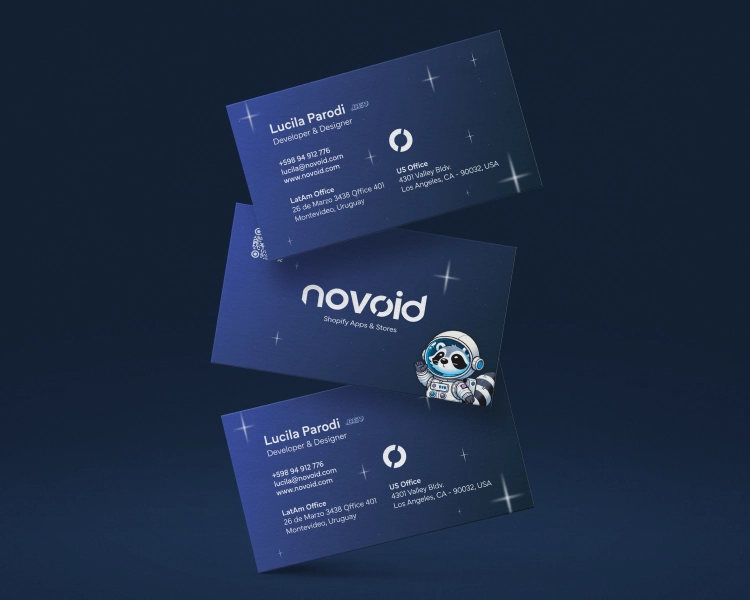 Lucila Parodi
Developer & Designer
+598 94 912 776
lucila@novoid.com
www.novoid.com
LatAm Office
26 de Marzo 3438 Office 401
Montevideo, Uruguay
US Office
4301 Valley Bldv.
Los Angeles, CA - 90032, USA
novoid
Shopify Apps & Stores
Lucila Parodi
Developer & Designer
+598 94 912 776
lucila@novoid.com
www.novoid.com
LatAm Office
26 de Marzo 3438 Office 401
Montevideo, Uruguay
US Office
4301 Valley Bldv.
Los Angeles, CA - 90032, USA